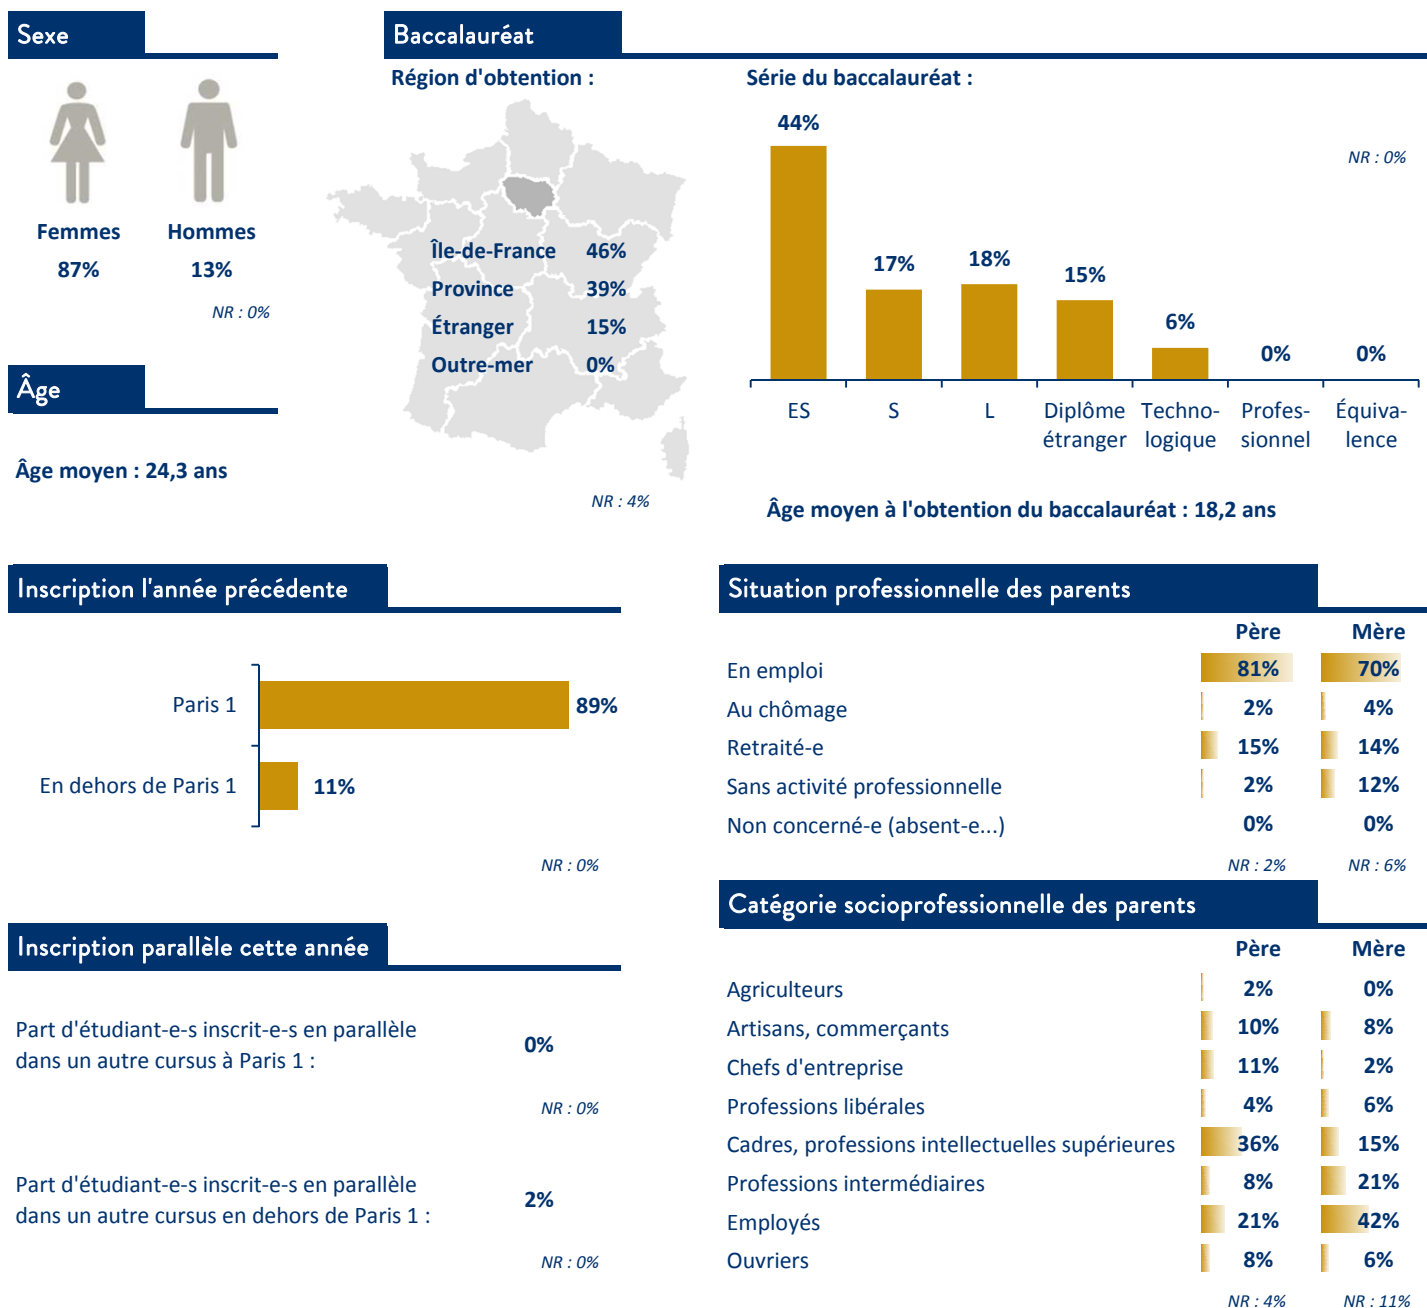 Sexe
Femmes Hommes
87% 13%
NR : 0%
Âge
Âge moyen : 24,3 ans
Baccalauréat
Région d'obtention :
Île-de-France 46%
Province 39%
Étranger 15%
Outre-mer 0%
NR : 4%
Série du baccalauréat :
NR : 0%
44% 17% 18% 15% 6% 0% 0%
ES S L Diplôme Techno- Profes- Équiva-
étranger logique sionnel lence
Âge moyen à l'obtention du baccalauréat : 18,2 ans
Inscription l'année précédente
Paris 1 89%
En dehors de Paris 1 11%
NR : 0%
Inscription parallèle cette année
Part d'étudiant-e-s inscrit-e-s en parallèle
dans un autre cursus à Paris 1 :
0%
NR : 0%
Part d'étudiant-e-s inscrit-e-s en parallèle
dans un autre cursus en dehors de Paris 1 :
2%
NR : 0%
Situation professionnelle des parents
Père Mère
En emploi 81% 70%
Au chômage 2% 4%
Retraité-e 15% 14%
Sans activité professionnelle 2% 12%
Non concerné-e (absent-e...) 0% 0%
NR : 2% NR : 6%
Catégorie socioprofessionnelle des parents
Père Mère
Agriculteurs 2% 0%
Artisans, commerçants 10% 8%
Chefs d'entreprise 11% 2%
Professions libérales 4% 6%
Cadres, professions intellectuelles supérieures 36% 15%
Professions intermédiaires 8% 21%
Employés 21% 42%
Ouvriers 8% 6%
NR : 4% NR : 11%